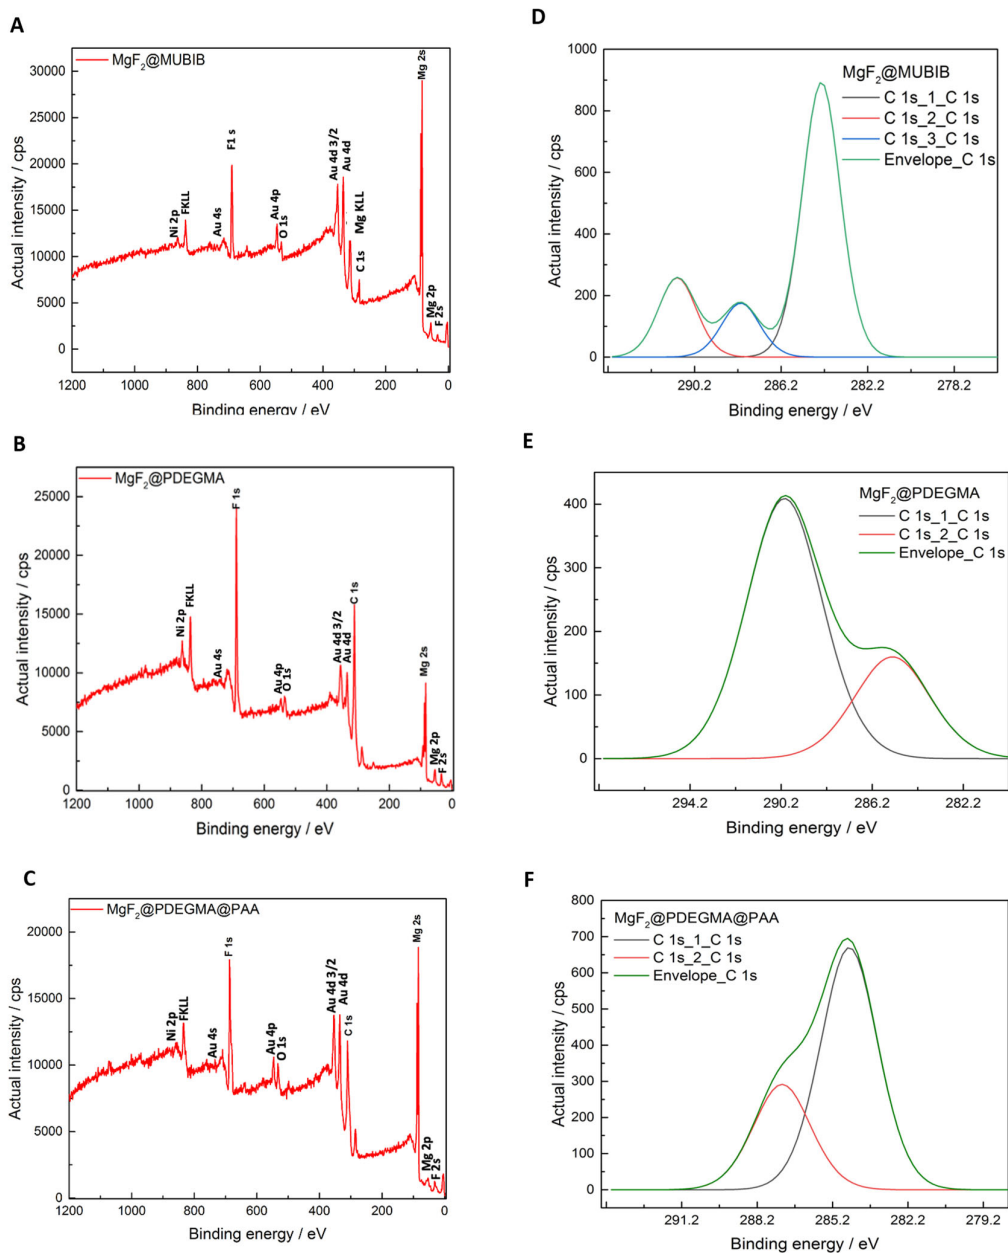 A
MgF2@MUBIB
Actual intensity / cps
30000
25000
20000
15000
10000
5000
0
Ni 2p
FKLL
Au 4s
F1 s
Au 4p
O 1s
Au 4d 3/2
Au 4d
Mg KLL
C 1s
Mg 2s
Mg 2p
F 2s
1200 1000 800 600 400 200 0
Binding energy / eV
D
MgF2@MUBIB
C 1s_1_C 1s
C 1s_2_C 1s
C 1s_3_C 1s
Envelope_C 1s
Actual intensity / cps
1000
800
600
400
200
0
290.2 286.2 282.2 278.2
Binding energy / eV
B
MgF2@PDEGMA
Actual intensity / cps
25000
20000
15000
10000
5000
0
Ni 2p
FKLL
Au 4s
F 1s
Au 4p
O 1s
Au 4d 3/2
Au 4d
C 1s
Mg 2s
Mg 2p
F 2s
1200 1000 800 600 400 200 0
Binding energy / eV
E
MgF2@PDEGMA
C 1s_1_C 1s
C 1s_2_C 1s
Envelope_C 1s
Actual intensity / cps
400
300
200
100
0
294.2 290.2 286.2 282.2
Binding energy / eV
C
MgF2@PDEGMA@PAA
Actual intensity / cps
20000
15000
10000
5000
0
Ni 2p
FKLL
Au 4s
F 1s
Au 4p
O 1s
Au 4d 3/2
Au 4d
C 1s
Mg 2s
Mg 2p
F 2s
1200 1000 800 600 400 200 0
Binding energy / eV
F
MgF2@PDEGMA@PAA
C 1s_1_C 1s
C 1s_2_C 1s
Envelope_C 1s
Actual intensity / cps
800
700
600
500
400
300
200
100
0
291.2 288.2 285.2 282.2 279.2
Binding energy / eV